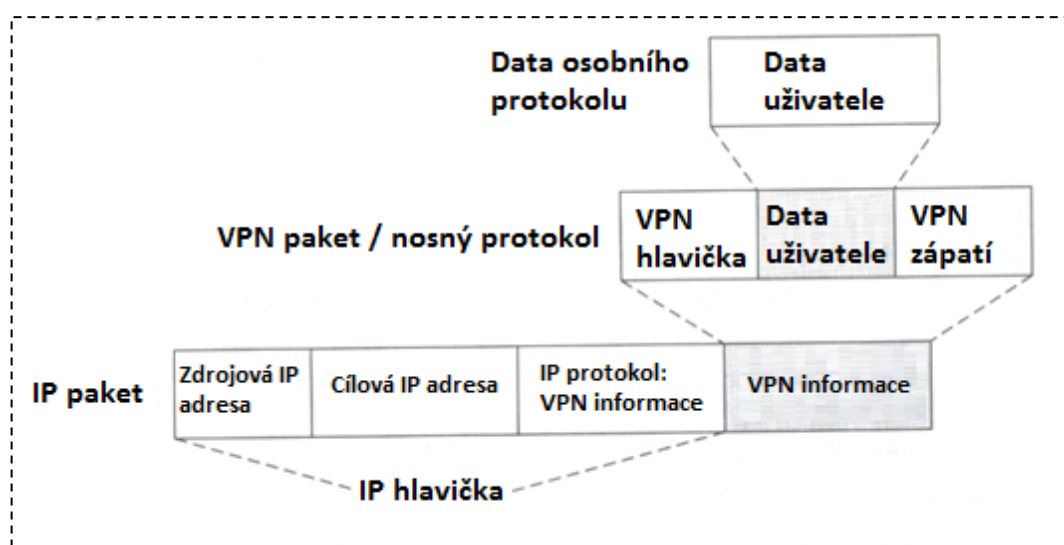 Data osobního
protokolu
Data
uživatele
VPN paket / nosný protokol
VPN
hlavička
Data
uživatele
VPN
zápatí
IP paket
Zdrojová IP
adresa
Cílová IP adresa
IP protokol:
VPN informace
VPN informace
IP hlavička